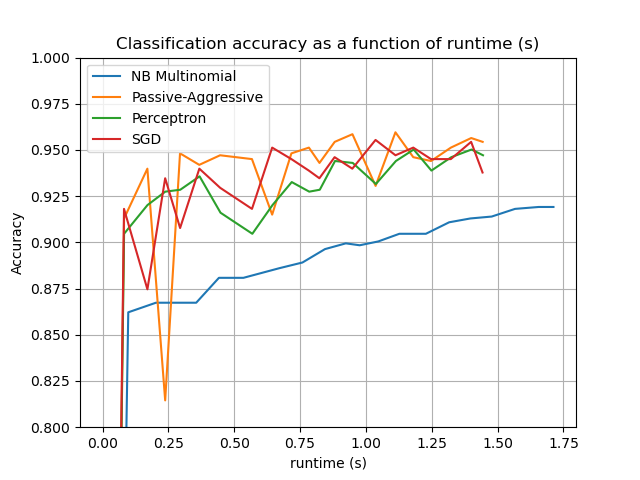 Classification accuracy as a function of runtime (s)
1.000
0.975
0.950
0.925
0.900
0.875
0.850
0.825
0.800
Accuracy
NB Multinomial
Passive-Aggressive
Perceptron
SGD
0.00 0.25 0.50 0.75 1.00 1.25 1.50 1.75
runtime (s)